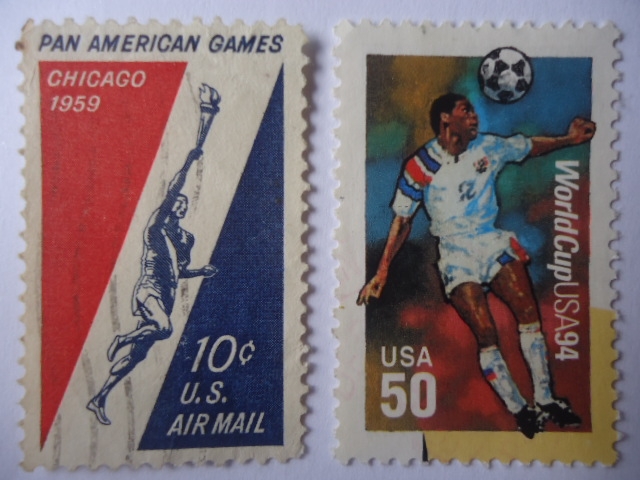 PAN AMERICAN GAMES
CHICAGO
1959
10¢
U.S.
AIR MAIL
WorldCupUSA94
USA
50